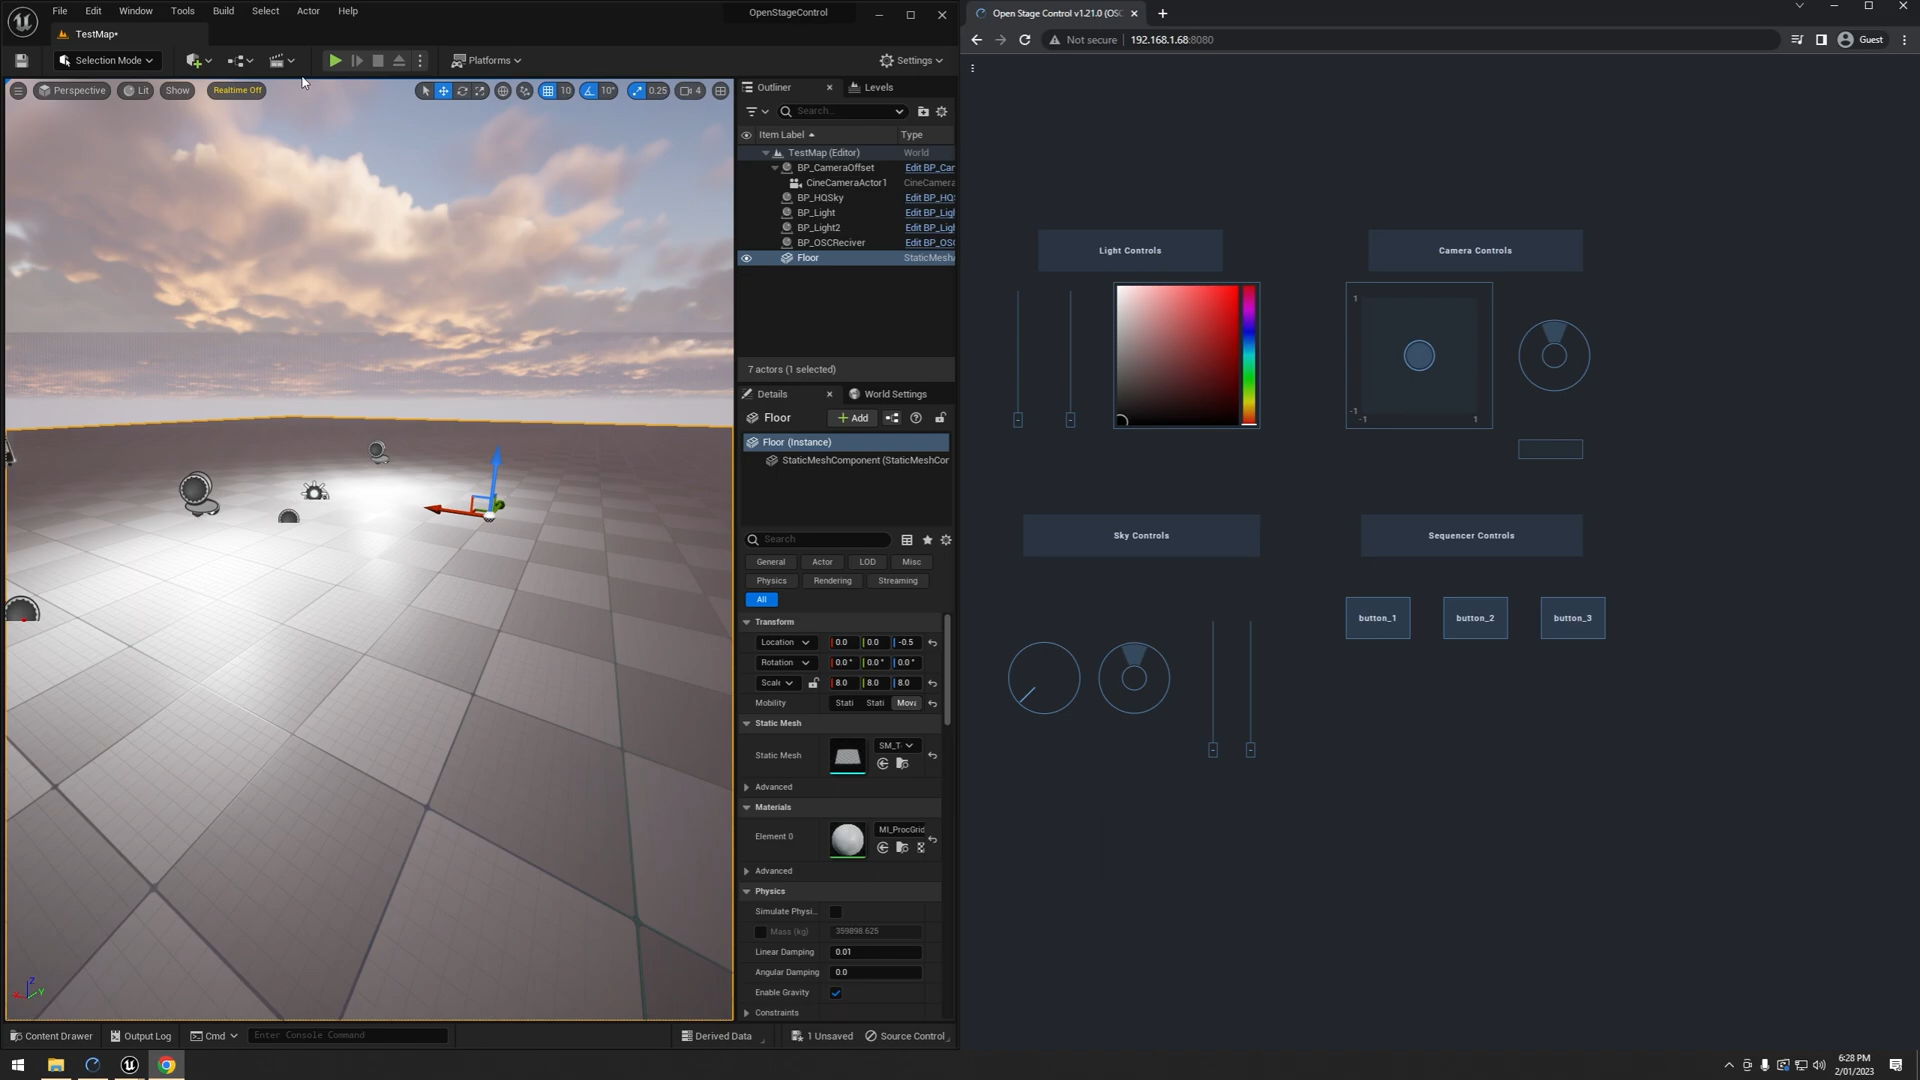 File Edit Window Tools Build Select Actor Help
OpenStageControl
TestMap•
Selection Mode
Platforms
Settings
Perspective
Lit
Show
Realtime Off
10
10°
0.25
4
Outliner
Levels
Search...
Item Label
Type
TestMap (Editor)
World
BP_CameraOffset
Edit BP_Car
CineCameraActor1
CineCamera
BP_HQSky
Edit BP_HQ
BP_Light
Edit BP_Lig
BP_Light2
Edit BP_Lig
BP_OSCReciver
Edit BP_OSC
Floor
StaticMesh
7 actors (1 selected)
Details
World Settings
Floor
Add
Floor (Instance)
StaticMeshComponent (StaticMeshCor
Search
General
Actor
LOD
Misc
Physics
Rendering
Streaming
All
Transform
Location
0.0
0.0
-0.5
Rotation
0.0 °
0.0 °
0.0 °
Scale
8.0
8.0
8.0
Mobility
Stati
Stati
Mova
Static Mesh
Static Mesh
SM_T
Advanced
Materials
Element 0
MI_ProcGrid
Advanced
Physics
Simulate Physi...
Mass (kg)
359898.625
Linear Damping
0.01
Angular Damping
0.0
Enable Gravity
Constraints
Z
X
Y
Content Drawer
Output Log
Cmd
Enter Console Command
Derived Data
1 Unsaved
Source Control
Open Stage Control v1.21.0 (OSC
Not secure
192.168.1.68:8080
Guest
Light Controls
Camera Controls
1
-1
-1
1
Sky Controls
Sequencer Controls
button_1
button_2
button_3
6:28 PM
2/01/2023